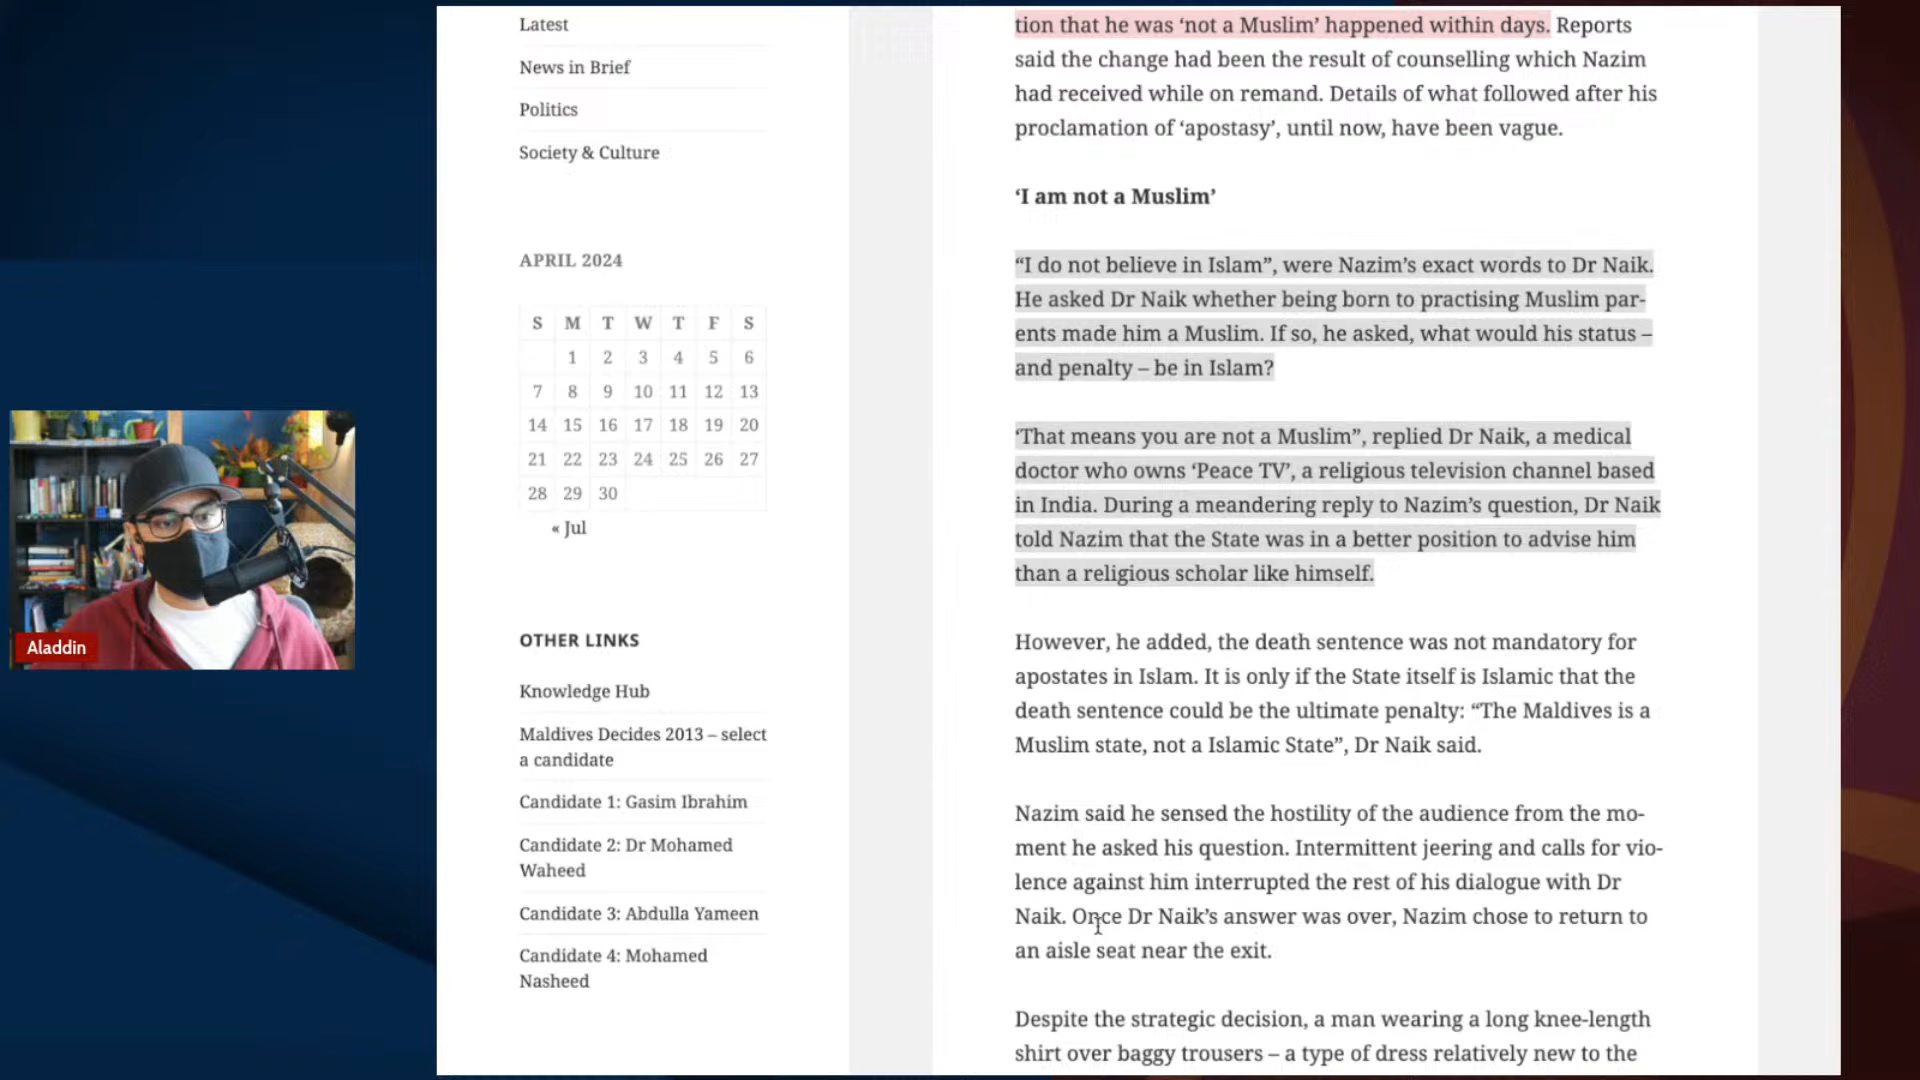 Latest
News in Brief
Politics
Society & Culture
APRIL 2024
S M T W T F S
1 2 3 4 5 6
7 8 9 10 11 12 13
14 15 16 17 18 19 20
21 22 23 24 25 26 27
28 29 30
« Jul
OTHER LINKS
Knowledge Hub
Maldives Decides 2013 – select
a candidate
Candidate 1: Gasim Ibrahim
Candidate 2: Dr Mohamed
Waheed
Candidate 3: Abdulla Yameen
Candidate 4: Mohamed
Nasheed
tion that he was ‘not a Muslim’ happened within days. Reports
said the change had been the result of counselling which Nazim
had received while on remand. Details of what followed after his
proclamation of ‘apostasy’, until now, have been vague.
‘I am not a Muslim’
“I do not believe in Islam”, were Nazim’s exact words to Dr Naik.
He asked Dr Naik whether being born to practising Muslim par-
ents made him a Muslim. If so, he asked, what would his status –
and penalty – be in Islam?
‘That means you are not a Muslim”, replied Dr Naik, a medical
doctor who owns ‘Peace TV’, a religious television channel based
in India. During a meandering reply to Nazim’s question, Dr Naik
told Nazim that the State was in a better position to advise him
than a religious scholar like himself.
However, he added, the death sentence was not mandatory for
apostates in Islam. It is only if the State itself is Islamic that the
death sentence could be the ultimate penalty: “The Maldives is a
Muslim state, not a Islamic State”, Dr Naik said.
Nazim said he sensed the hostility of the audience from the mo-
ment he asked his question. Intermittent jeering and calls for vio-
lence against him interrupted the rest of his dialogue with Dr
Naik. Once Dr Naik’s answer was over, Nazim chose to return to
an aisle seat near the exit.
Despite the strategic decision, a man wearing a long knee-length
shirt over baggy trousers – a type of dress relatively new to the
Aladdin